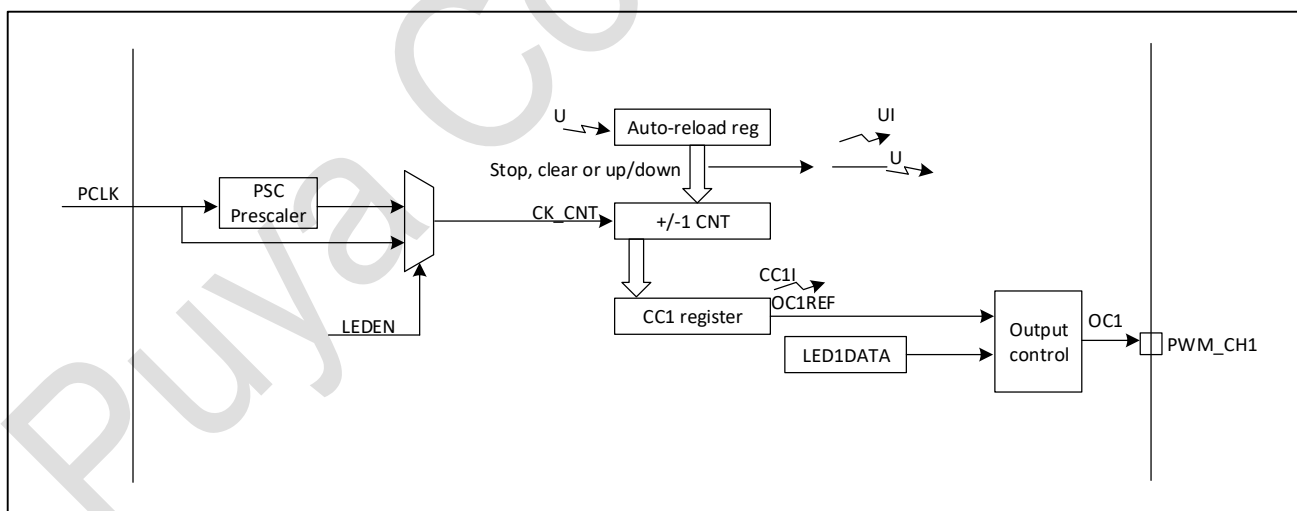 Puya Co
U
Auto-reload reg
UI
U
Stop, clear or up/down
PCLK
PSC
Prescaler
CK_CNT
+/-1 CNT
CC1I
OC1REF
CC1 register
LEDEN
LED1DATA
Output
control
OC1
PWM_CH1